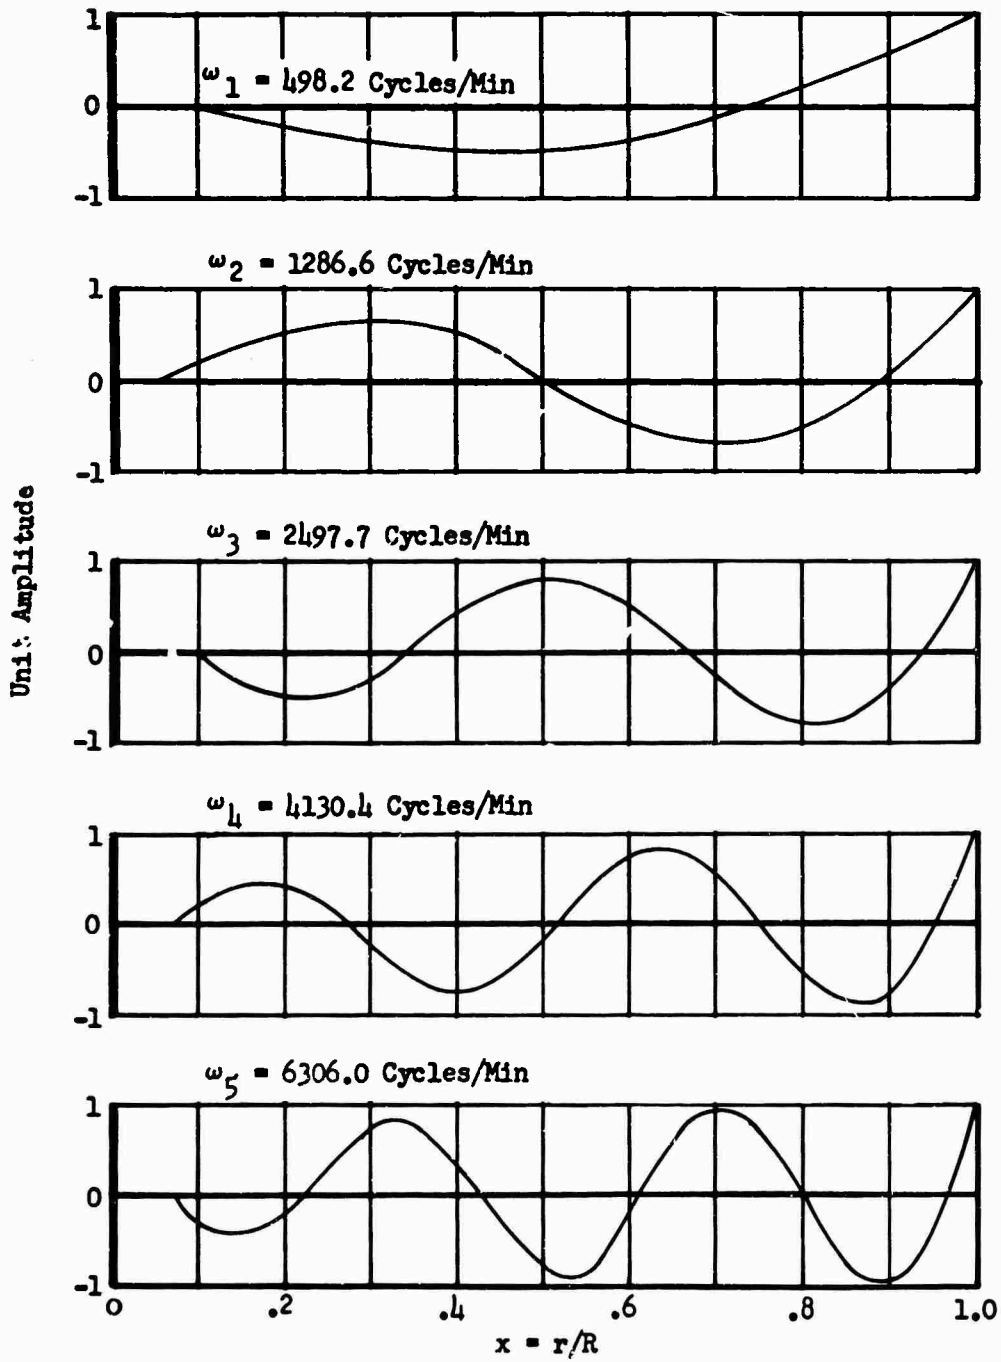 1
ω1 = 498.2 Cycles/Min
0
-1
ω2 = 1286.6 Cycles/Min
1
0
-1
ω3 = 2497.7 Cycles/Min
1
0
-1
Unit Amplitude
ω4 = 4130.4 Cycles/Min
1
0
-1
ω5 = 6306.0 Cycles/Min
1
0
-1
0 .2 .4 .6 .8 1.0
x = r/R